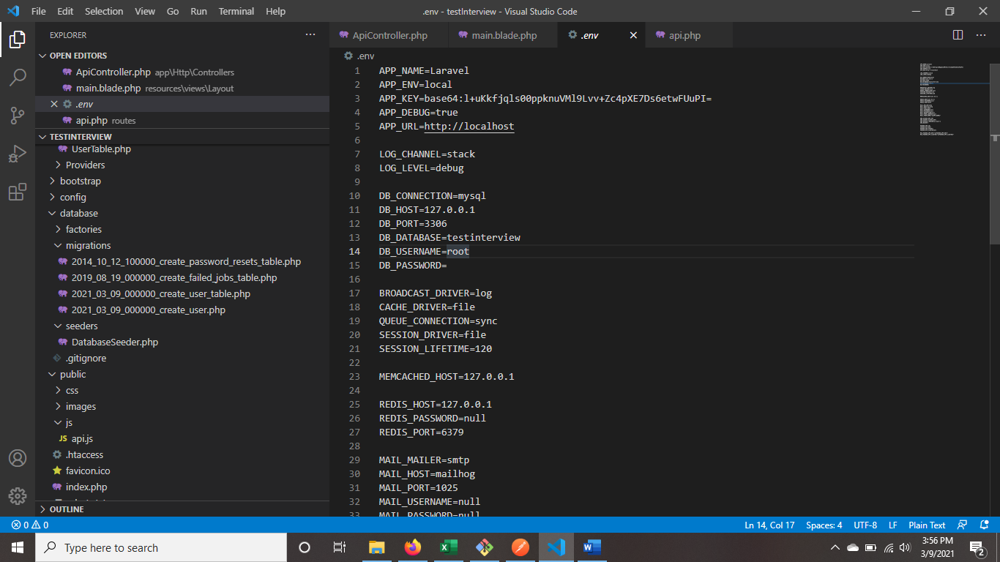 File Edit Selection View Go Run Terminal Help .env - testInterview - Visual Studio Code
EXPLORER
OPEN EDITORS
ApiController.php app\Http\Controllers
main.blade.php resources\views\Layout
.env
api.php routes
TESTINTERVIEW
UserTable.php
Providers
bootstrap
config
database
factories
migrations
2014_10_12_100000_create_password_resets_table.php
2019_08_19_000000_create_failed_jobs_table.php
2021_03_09_000000_create_user_table.php
2021_03_09_000000_create_user.php
seeders
DatabaseSeeder.php
.gitignore
public
css
images
js
JS api.js
.htaccess
favicon.ico
index.php
OUTLINE
ApiController.php main.blade.php .env api.php
.env
1 APP_NAME=Laravel
2 APP_ENV=local
3 APP_KEY=base64:l+uKkfjqls00ppknuVMl9Lvv+Zc4pXE7Ds6etwFUuPI=
4 APP_DEBUG=true
5 APP_URL=http://localhost
6
7 LOG_CHANNEL=stack
8 LOG_LEVEL=debug
9
10 DB_CONNECTION=mysql
11 DB_HOST=127.0.0.1
12 DB_PORT=3306
13 DB_DATABASE=testinterview
14 DB_USERNAME=root
15 DB_PASSWORD=
16
17 BROADCAST_DRIVER=log
18 CACHE_DRIVER=file
19 QUEUE_CONNECTION=sync
20 SESSION_DRIVER=file
21 SESSION_LIFETIME=120
22
23 MEMCACHED_HOST=127.0.0.1
24
25 REDIS_HOST=127.0.0.1
26 REDIS_PASSWORD=null
27 REDIS_PORT=6379
28
29 MAIL_MAILER=smtp
30 MAIL_HOST=mailhog
31 MAIL_PORT=1025
32 MAIL_USERNAME=null
33 MAIL_PASSWORD=null
0 0 Ln 14, Col 17 Spaces: 4 UTF-8 LF Plain Text
Type here to search
3:56 PM
3/9/2021
2